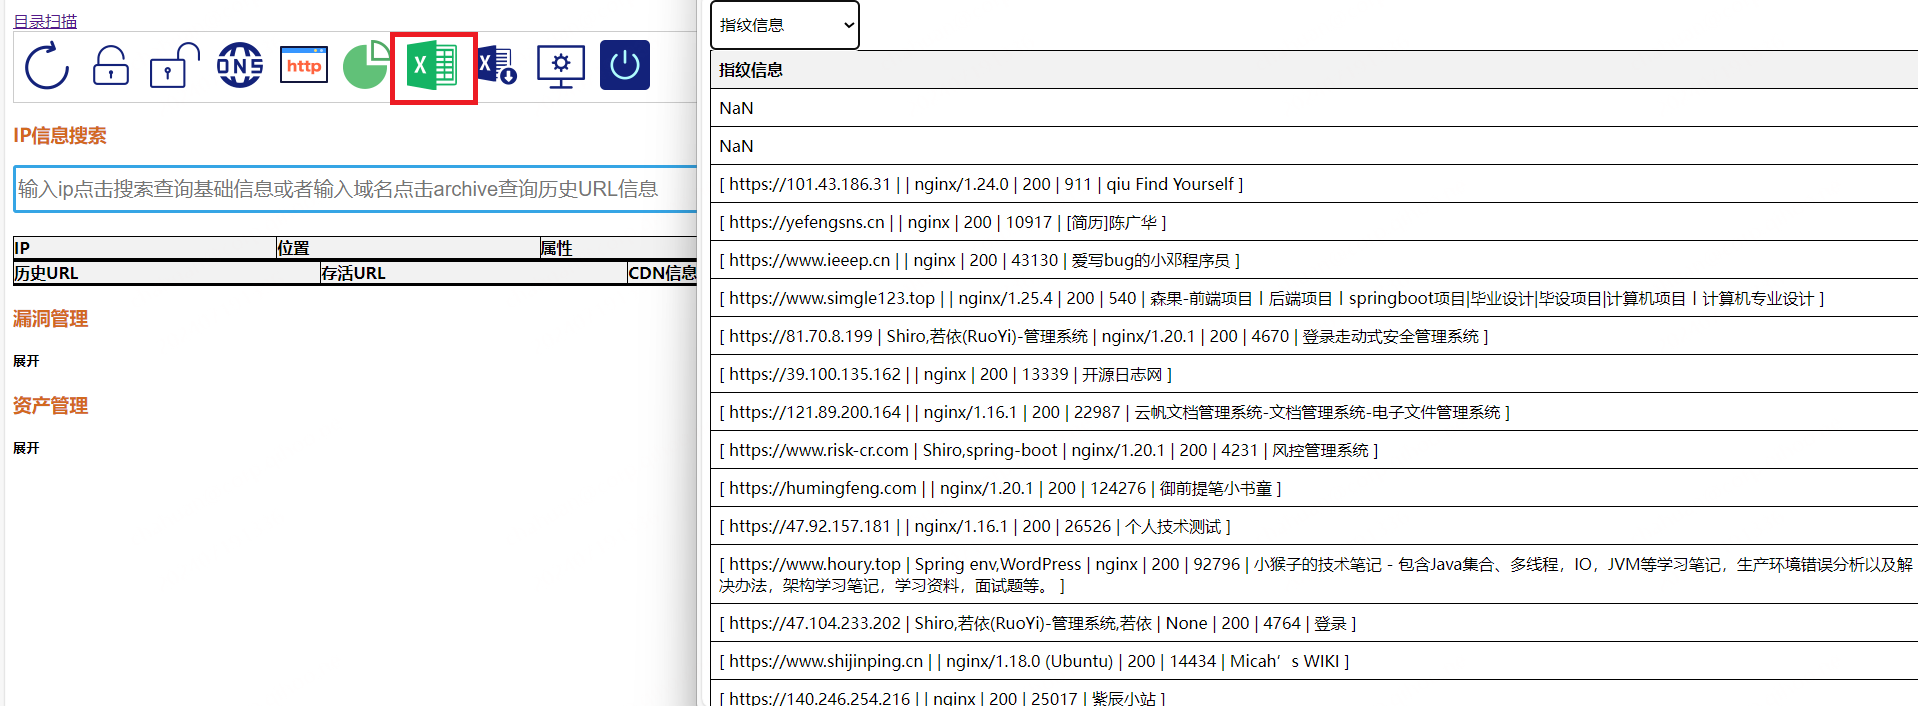 目录扫描
DNS
http
X
X
IP信息搜索
输入ip点击搜索查询基础信息或者输入域名点击archive查询历史URL信息
IP 位置 属性
历史URL 存活URL CDN信息
漏洞管理
展开
资产管理
展开
指纹信息
指纹信息
NaN
NaN
[ https://101.43.186.31 | | nginx/1.24.0 | 200 | 911 | qiu Find Yourself ]
[ https://yefengsns.cn | | nginx | 200 | 10917 | [简历]陈广华 ]
[ https://www.ieeep.cn | | nginx | 200 | 43130 | 爱写bug的小邓程序员 ]
[ https://www.simgle123.top | | nginx/1.25.4 | 200 | 540 | 森果-前端项目丨后端项目丨springboot项目|毕业设计|毕设项目|计算机项目丨计算机专业设计 ]
[ https://81.70.8.199 | Shiro,若依(RuoYi)-管理系统 | nginx/1.20.1 | 200 | 4670 | 登录走动式安全管理系统 ]
[ https://39.100.135.162 | | nginx | 200 | 13339 | 开源日志网 ]
[ https://121.89.200.164 | | nginx/1.16.1 | 200 | 22987 | 云帆文档管理系统-文档管理系统-电子文件管理系统 ]
[ https://www.risk-cr.com | Shiro,spring-boot | nginx/1.20.1 | 200 | 4231 | 风控管理系统 ]
[ https://humingfeng.com | | nginx/1.20.1 | 200 | 124276 | 御前提笔小书童 ]
[ https://47.92.157.181 | | nginx/1.16.1 | 200 | 26526 | 个人技术测试 ]
[ https://www.houry.top | Spring env,WordPress | nginx | 200 | 92796 | 小猴子的技术笔记 - 包含Java集合、多线程，IO，JVM等学习笔记，生产环境错误分析以及解
决办法，架构学习笔记，学习资料，面试题等。 ]
[ https://47.104.233.202 | Shiro,若依(RuoYi)-管理系统,若依 | None | 200 | 4764 | 登录 ]
[ https://www.shijinping.cn | | nginx/1.18.0 (Ubuntu) | 200 | 14434 | Micah’s WIKI ]
[ https://140.246.254.216 | | nginx | 200 | 25017 | 紫辰小站 ]